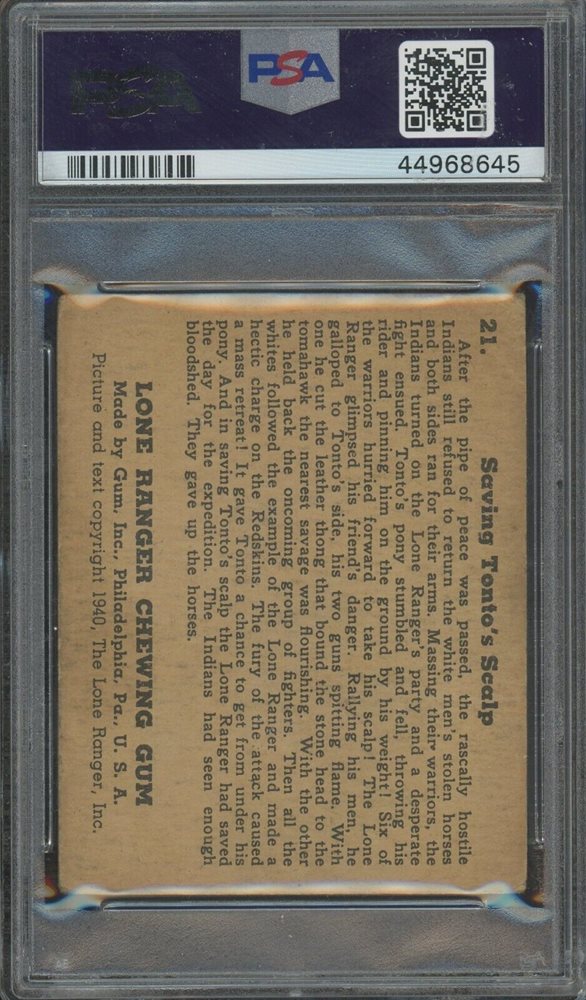 PSA
PSA
44968645
21. Saving Tonto's Scalp
After the pipe of peace was passed, the rascally hostile
Indians still refused to return the white men's stolen horses
and both sides ran for their arms. Massing their warriors, the
Indians turned on the Lone Ranger's party and a desperate
fight ensued. Tonto's pony stumbled and fell, throwing his
rider and pinning him on the ground by his weight! Six of
the warriors hurried forward to take his scalp! The Lone
Ranger glimpsed his friend's danger. Rallying his men, he
galloped to Tonto's side, his two guns spitting flame. With
one he cut the leather thong that bound the stone head to the
tomahawk the nearest savage was flourishing. With the other
he held back the oncoming group of fighters. Then all the
whites followed the example of the Lone Ranger and made a
hectic charge on the Redskins. The fury of the attack caused
a mass retreat! It gave Tonto a chance to get from under his
pony. And in saving Tonto's scalp the Lone Ranger had saved
the day for the expedition. The Indians had seen enough
bloodshed. They gave up the horses.
LONE RANGER CHEWING GUM
Made by Gum, Inc., Philadelphia, Pa., U. S. A.
Picture and text copyright 1940, The Lone Ranger, Inc.